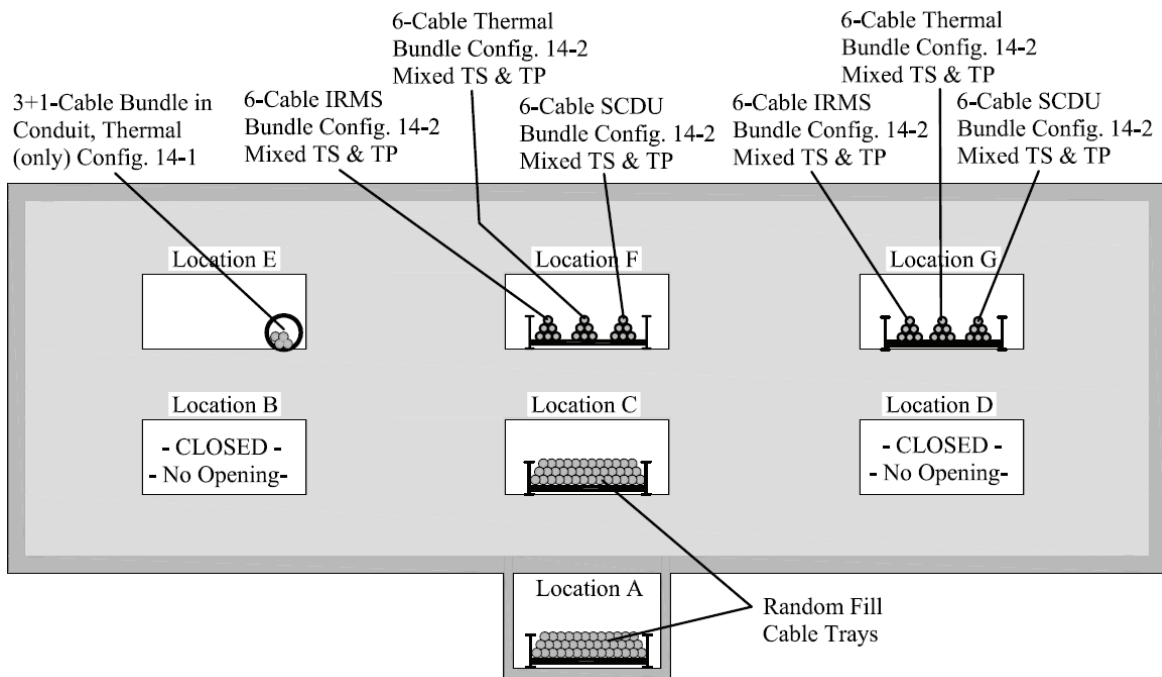 6-Cable Thermal
Bundle Config. 14-2
Mixed TS & TP
6-Cable Thermal
Bundle Config. 14-2
Mixed TS & TP
3+1-Cable Bundle in
Conduit, Thermal
(only) Config. 14-1
6-Cable IRMS
Bundle Config. 14-2
Mixed TS & TP
6-Cable SCDU
Bundle Config. 14-2
Mixed TS & TP
6-Cable IRMS
Bundle Config. 14-2
Mixed TS & TP
6-Cable SCDU
Bundle Config. 14-2
Mixed TS & TP
Location E
Location F
Location G
Location B
- CLOSED -
- No Opening-
Location C
Location D
- CLOSED -
- No Opening-
Location A
Random Fill
Cable Trays